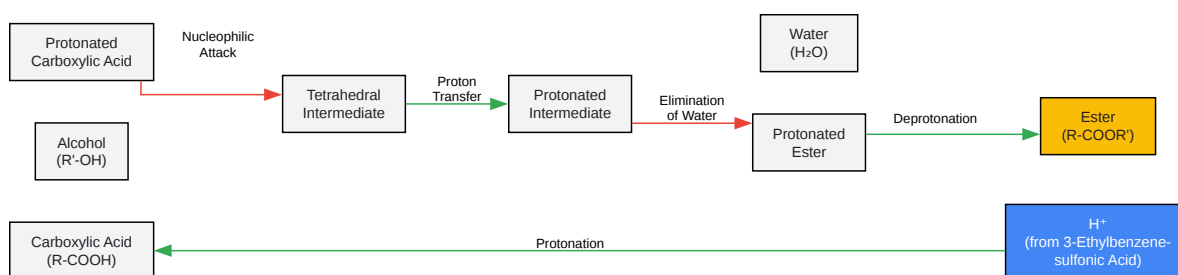 Protonated
Carboxylic Acid
Nucleophilic
Attack
Tetrahedral
Intermediate
Proton
Transfer
Protonated
Intermediate
Elimination
of Water
Water
(H₂O)
Protonated
Ester
Deprotonation
Ester
(R-COOR')
Alcohol
(R'-OH)
Carboxylic Acid
(R-COOH)
Protonation
H⁺
(from 3-Ethylbenzene-
sulfonic Acid)